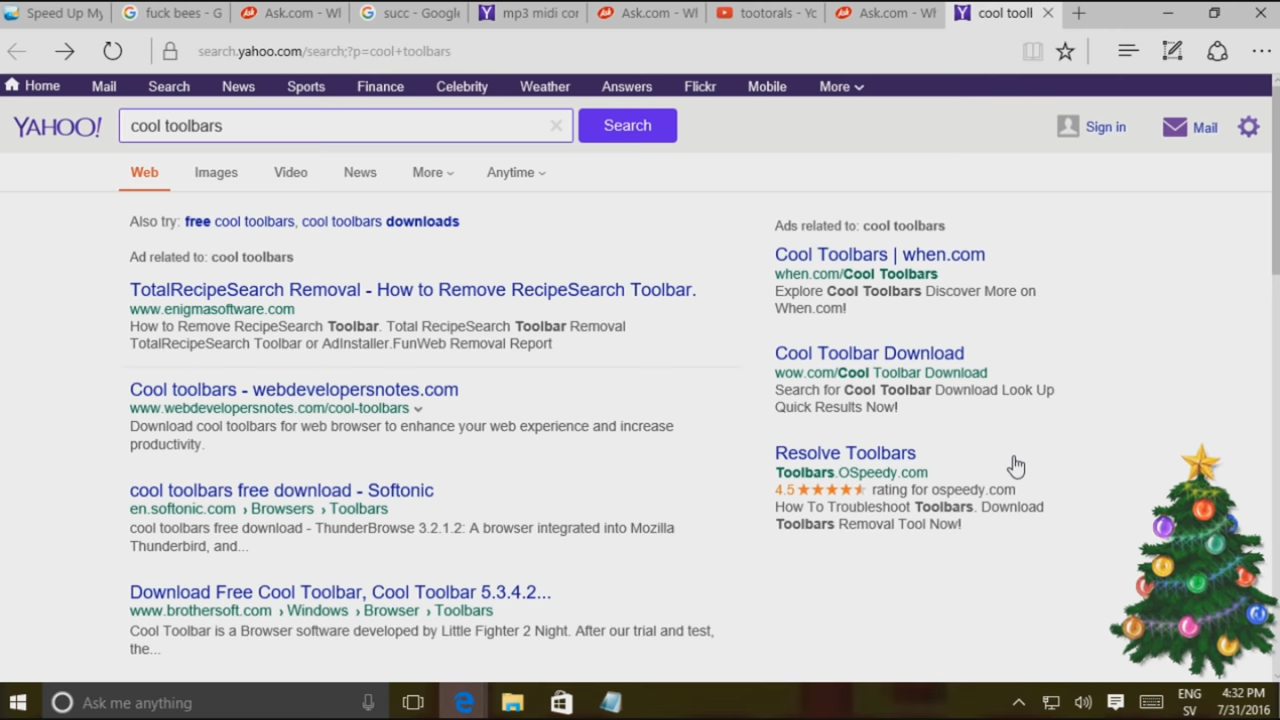 Speed Up My
fuck bees - G
Ask.com - Wh
succ - Google
mp3 midi con
Ask.com - Wh
tootorals - Yo
Ask.com - Wh
cool toolb
search.yahoo.com/search;?p=cool+toolbars
Home Mail Search News Sports Finance Celebrity Weather Answers Flickr Mobile More
YAHOO! cool toolbars Search Sign in Mail
Web Images Video News More Anytime
Also try: free cool toolbars, cool toolbars downloads
Ad related to: cool toolbars
TotalRecipeSearch Removal - How to Remove RecipeSearch Toolbar.
www.enigmasoftware.com
How to Remove RecipeSearch Toolbar. Total RecipeSearch Toolbar Removal
TotalRecipeSearch Toolbar or AdInstaller.FunWeb Removal Report
Cool toolbars - webdevelopersnotes.com
www.webdevelopersnotes.com/cool-toolbars
Download cool toolbars for web browser to enhance your web experience and increase
productivity.
cool toolbars free download - Softonic
en.softonic.com › Browsers › Toolbars
cool toolbars free download - ThunderBrowse 3.2.1.2: A browser integrated into Mozilla
Thunderbird, and...
Download Free Cool Toolbar, Cool Toolbar 5.3.4.2...
www.brothersoft.com › Windows › Browser › Toolbars
Cool Toolbar is a Browser software developed by Little Fighter 2 Night. After our trial and test,
the...
Ads related to: cool toolbars
Cool Toolbars | when.com
when.com/Cool Toolbars
Explore Cool Toolbars Discover More on
When.com!
Cool Toolbar Download
wow.com/Cool Toolbar Download
Search for Cool Toolbar Download Look Up
Quick Results Now!
Resolve Toolbars
Toolbars.OSpeedy.com
4.5 rating for ospeedy.com
How To Troubleshoot Toolbars. Download
Toolbars Removal Tool Now!
Ask me anything
ENG
SV
4:32 PM
7/31/2016